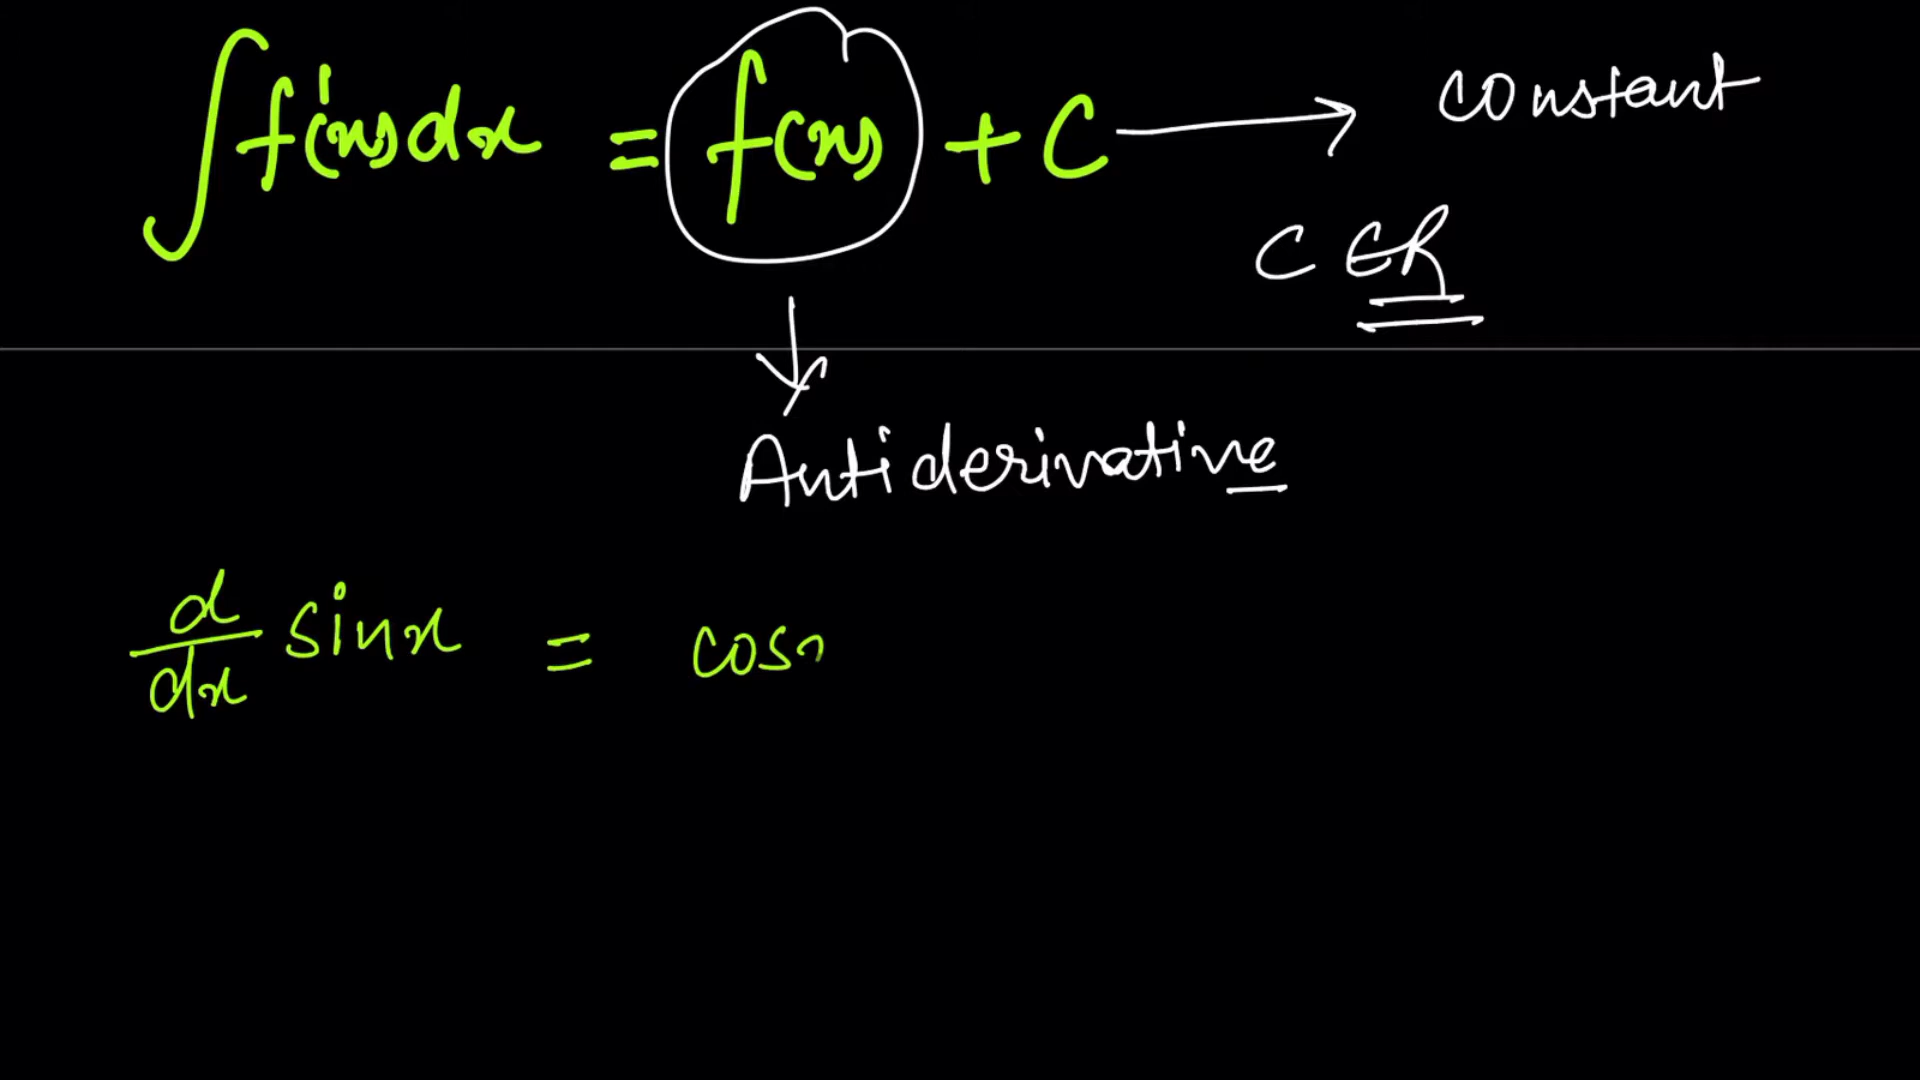 ∫f'(x)dx = f(x) + C → constant
C ∈ R
Antiderivative
d/dx sinx = cos